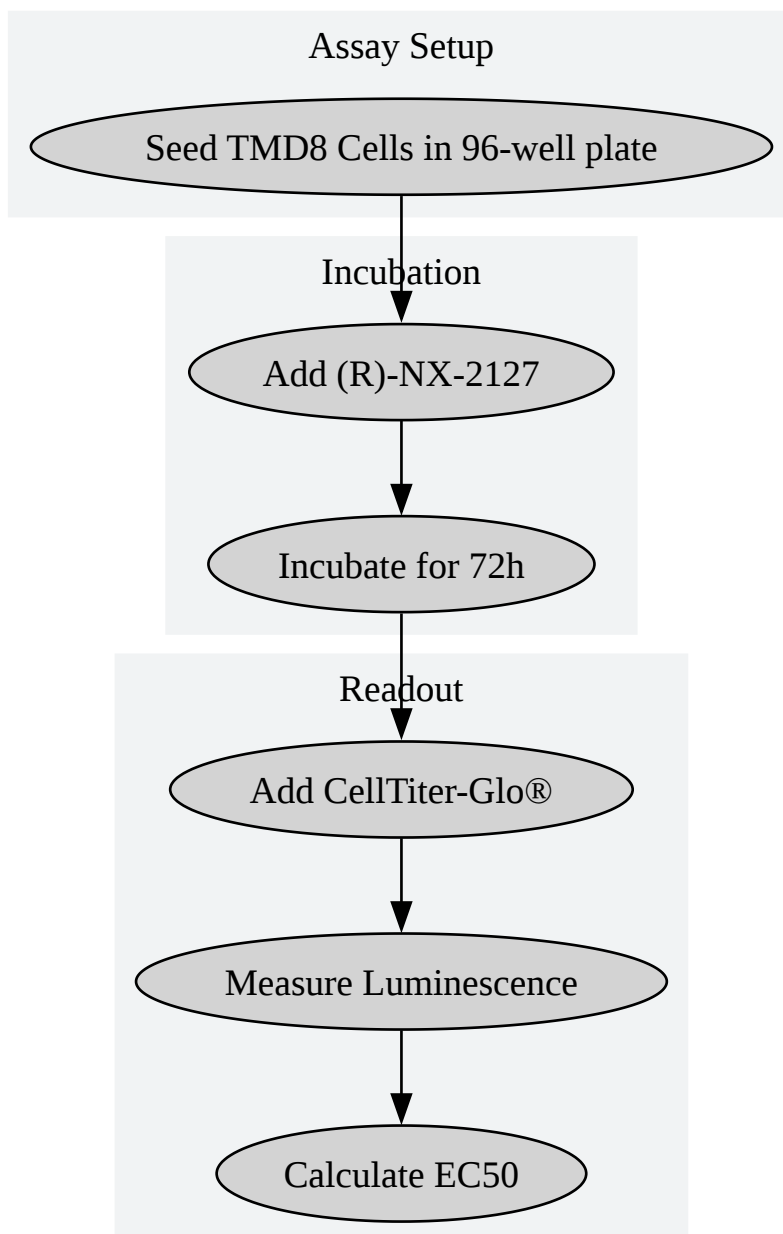 Assay Setup
Seed TMD8 Cells in 96-well plate
Incubation
Add (R)-NX-2127
Incubate for 72h
Readout
Add CellTiter-Glo®
Measure Luminescence
Calculate EC50